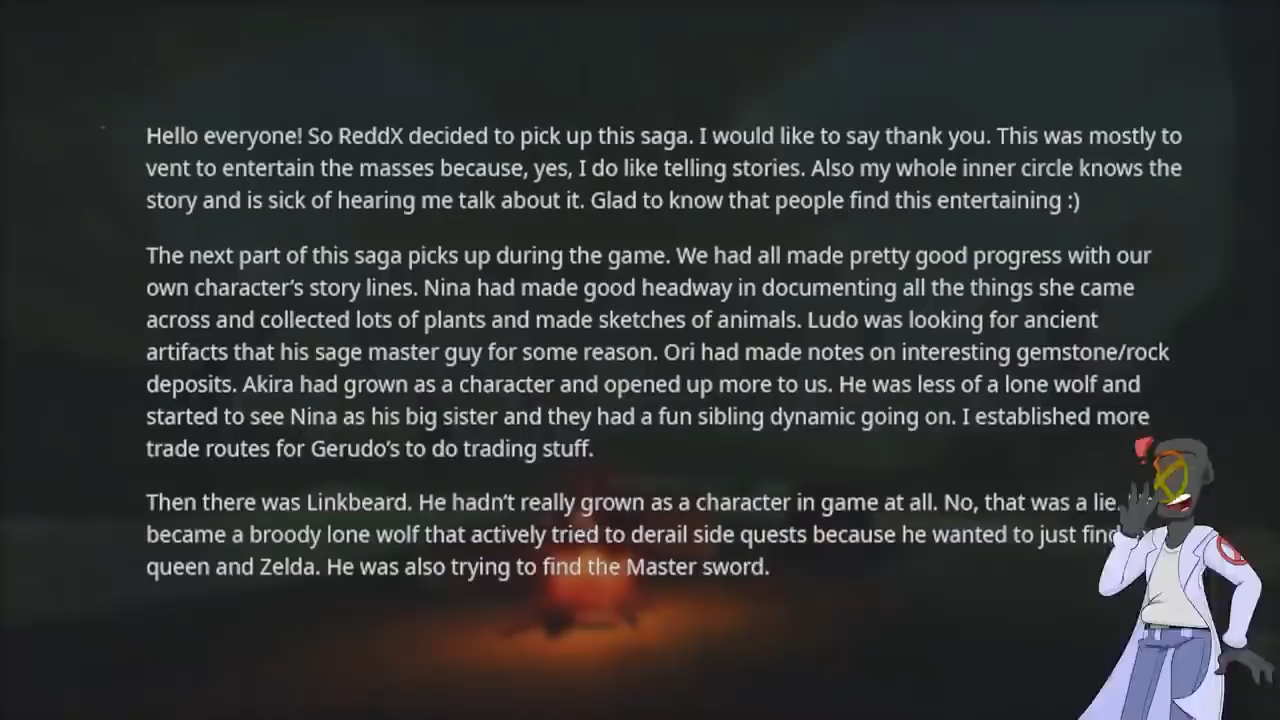 Hello everyone! So ReddX decided to pick up this saga. I would like to say thank you. This was mostly to
vent to entertain the masses because, yes, I do like telling stories. Also my whole inner circle knows the
story and is sick of hearing me talk about it. Glad to know that people find this entertaining :)
The next part of this saga picks up during the game. We had all made pretty good progress with our
own character’s story lines. Nina had made good headway in documenting all the things she came
across and collected lots of plants and made sketches of animals. Ludo was looking for ancient
artifacts that his sage master guy for some reason. Ori had made notes on interesting gemstone/rock
deposits. Akira had grown as a character and opened up more to us. He was less of a lone wolf and
started to see Nina as his big sister and they had a fun sibling dynamic going on. I established more
trade routes for Gerudo’s to do trading stuff.
Then there was Linkbeard. He hadn’t really grown as a character in game at all. No, that was a lie.
became a broody lone wolf that actively tried to derail side quests because he wanted to just find
queen and Zelda. He was also trying to find the Master sword.